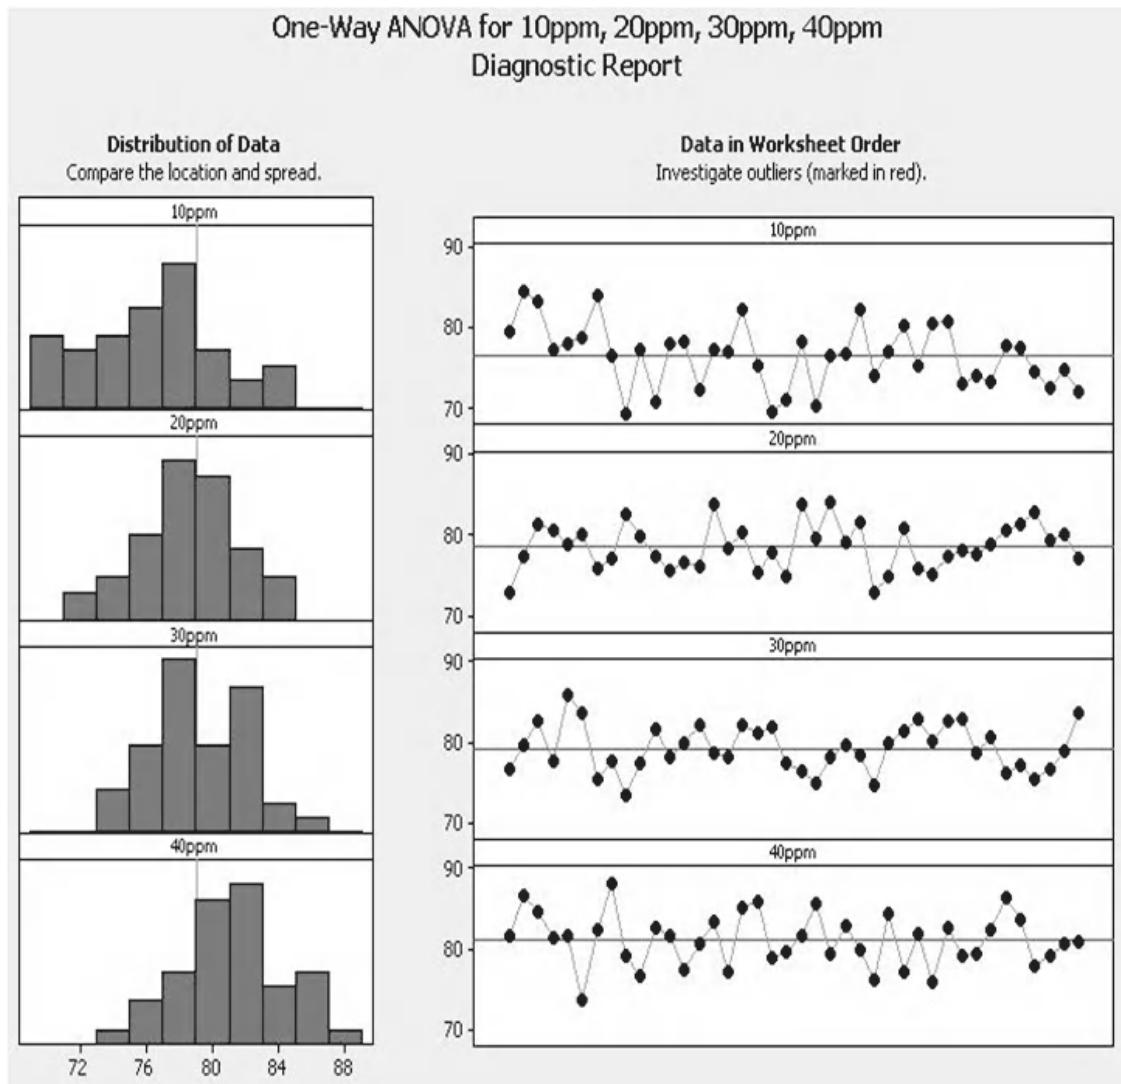 One-Way ANOVA for 10ppm, 20ppm, 30ppm, 40ppm
Diagnostic Report
Distribution of Data
Compare the location and spread.
10ppm
20ppm
30ppm
40ppm
72 76 80 84 88
Data in Worksheet Order
Investigate outliers (marked in red).
10ppm
90
80
70
20ppm
90
80
70
30ppm
90
80
70
40ppm
90
80
70